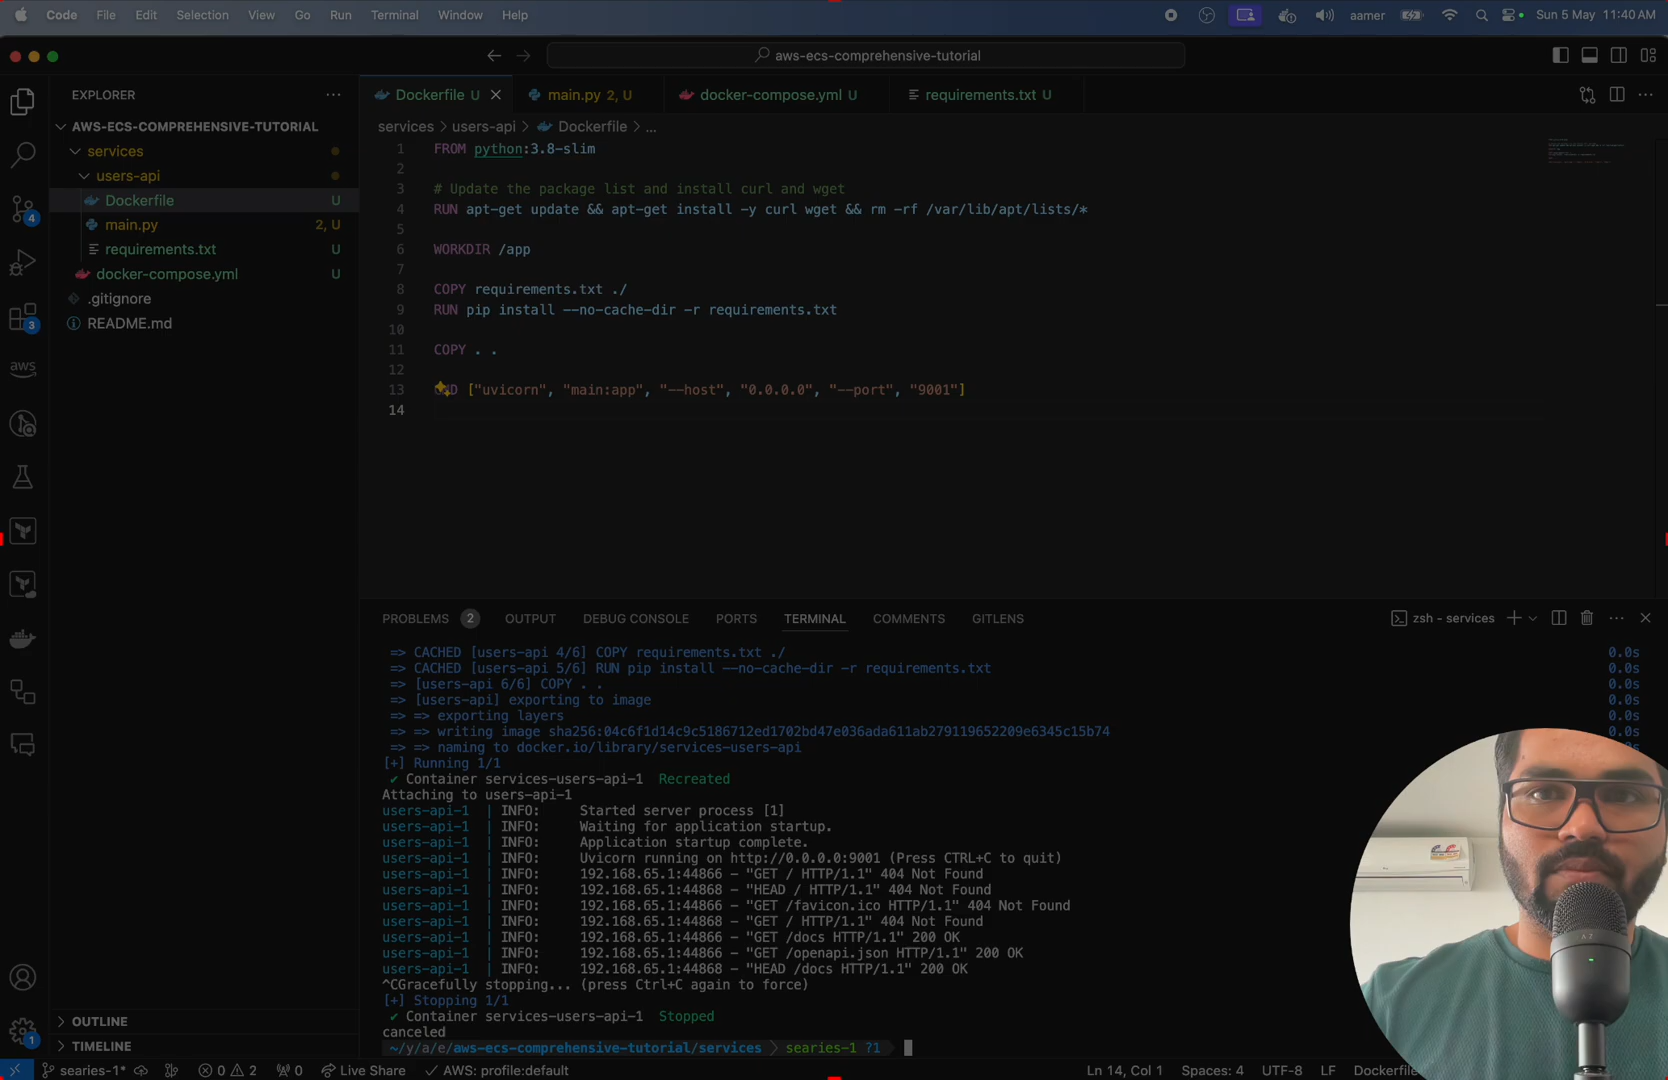 Code File Edit Selection View Go Run Terminal Window Help
aamer Sun 5 May 11:40 AM
aws-ecs-comprehensive-tutorial
EXPLORER
Dockerfile U
main.py 2, U
docker-compose.yml U
requirements.txt U
AWS-ECS-COMPREHENSIVE-TUTORIAL
services
users-api
Dockerfile U
main.py 2, U
requirements.txt U
docker-compose.yml U
.gitignore
README.md
4
3
aws
1
OUTLINE
TIMELINE
services > users-api > Dockerfile > ...
1 FROM python:3.8-slim
2
3 # Update the package list and install curl and wget
4 RUN apt-get update && apt-get install -y curl wget && rm -rf /var/lib/apt/lists/*
5
6 WORKDIR /app
7
8 COPY requirements.txt ./
9 RUN pip install --no-cache-dir -r requirements.txt
10
11 COPY . .
12
13 CMD ["uvicorn", "main:app", "--host", "0.0.0.0", "--port", "9001"]
14
PROBLEMS 2 OUTPUT DEBUG CONSOLE PORTS TERMINAL COMMENTS GITLENS
zsh - services
=> CACHED [users-api 4/6] COPY requirements.txt ./ 0.0s
=> CACHED [users-api 5/6] RUN pip install --no-cache-dir -r requirements.txt 0.0s
=> [users-api 6/6] COPY . . 0.0s
=> [users-api] exporting to image 0.0s
=> => exporting layers 0.0s
=> => writing image sha256:04c6f1d14c9c5186712ed1702bd47e036ada611ab279119652209e6345c15b74 0.0s
=> => naming to docker.io/library/services-users-api 0.0s
[+] Running 1/1
✔ Container services-users-api-1 Recreated
Attaching to users-api-1
users-api-1 | INFO: Started server process [1]
users-api-1 | INFO: Waiting for application startup.
users-api-1 | INFO: Application startup complete.
users-api-1 | INFO: Uvicorn running on http://0.0.0.0:9001 (Press CTRL+C to quit)
users-api-1 | INFO: 192.168.65.1:44866 - "GET / HTTP/1.1" 404 Not Found
users-api-1 | INFO: 192.168.65.1:44868 - "HEAD / HTTP/1.1" 404 Not Found
users-api-1 | INFO: 192.168.65.1:44866 - "GET /favicon.ico HTTP/1.1" 404 Not Found
users-api-1 | INFO: 192.168.65.1:44868 - "GET / HTTP/1.1" 404 Not Found
users-api-1 | INFO: 192.168.65.1:44866 - "GET /docs HTTP/1.1" 200 OK
users-api-1 | INFO: 192.168.65.1:44866 - "GET /openapi.json HTTP/1.1" 200 OK
users-api-1 | INFO: 192.168.65.1:44868 - "HEAD /docs HTTP/1.1" 200 OK
^CGracefully stopping... (press Ctrl+C again to force)
[+] Stopping 1/1
✔ Container services-users-api-1 Stopped
canceled
~/y/a/e/aws-ecs-comprehensive-tutorial/services > searies-1 ?1
searies-1* 0 2 0 Live Share AWS: profile:default
Ln 14, Col 1 Spaces: 4 UTF-8 LF